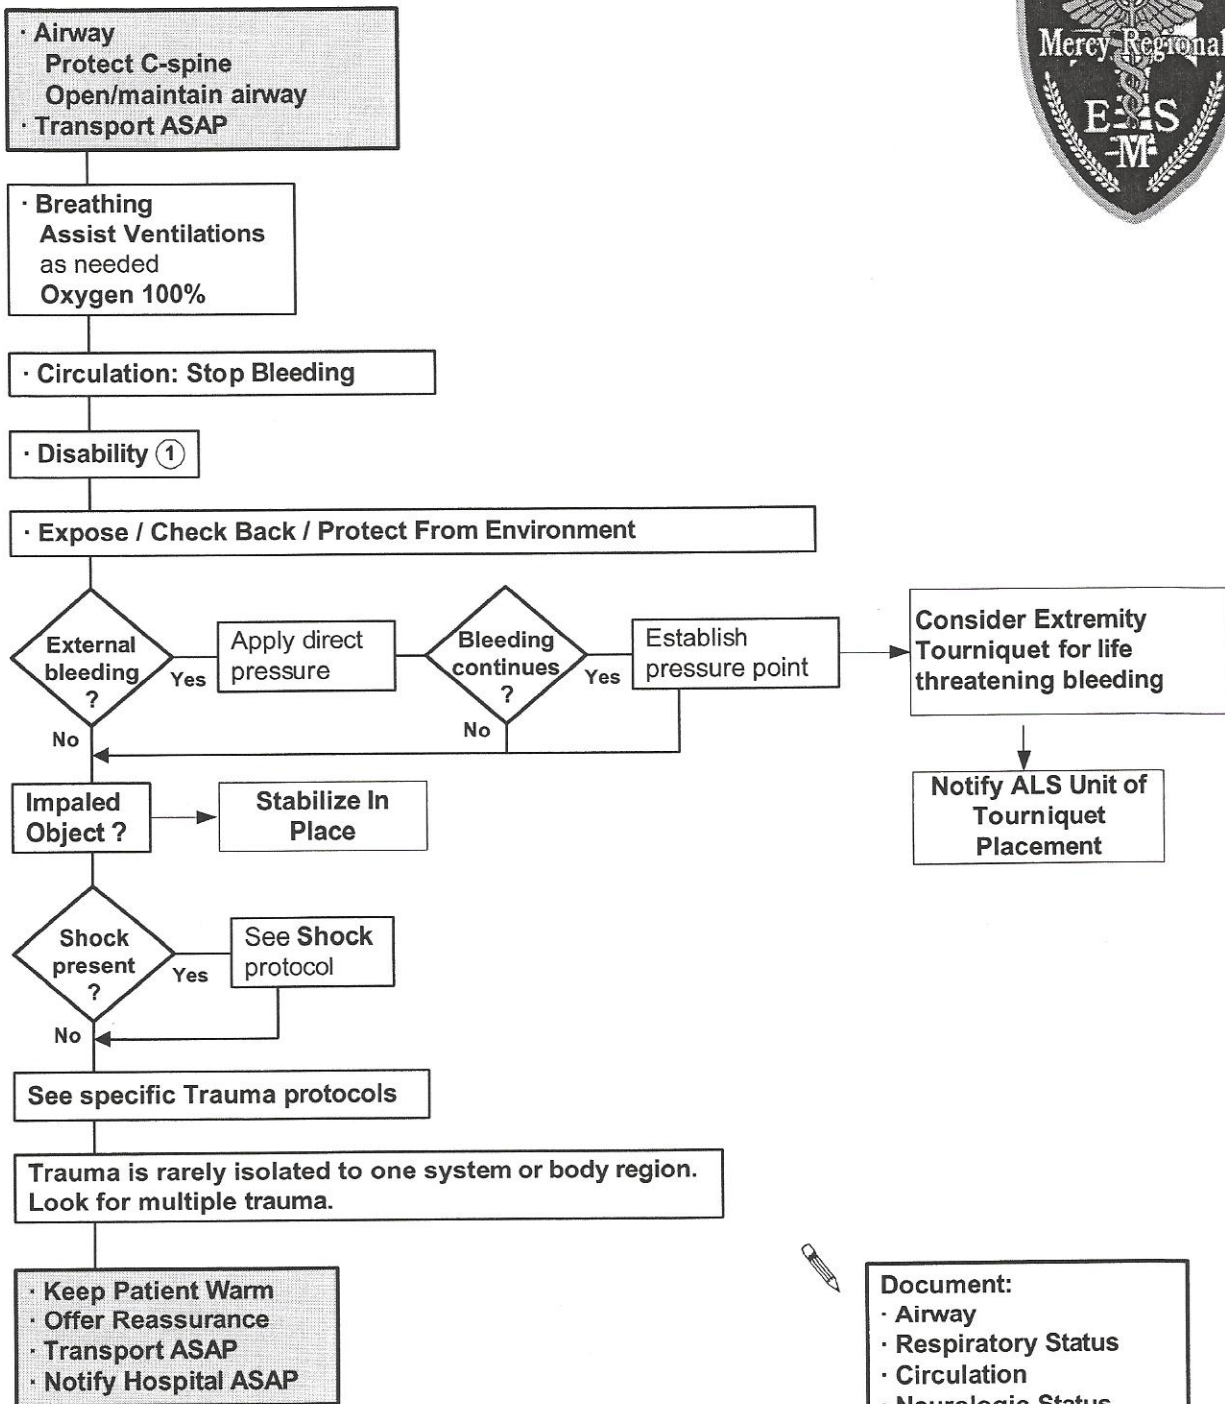 · Airway
Protect C-spine
Open/maintain airway
· Transport ASAP
Mercy Regional
E M S
· Breathing
Assist Ventilations
as needed
Oxygen 100%
· Circulation: Stop Bleeding
· Disability ①
· Expose / Check Back / Protect From Environment
External
bleeding
?
Yes
No
Apply direct
pressure
Bleeding
continues
?
Yes
No
Establish
pressure point
Consider Extremity
Tourniquet for life
threatening bleeding
Notify ALS Unit of
Tourniquet
Placement
Impaled
Object ?
Stabilize In
Place
Shock
present
?
Yes
No
See Shock
protocol
See specific Trauma protocols
Trauma is rarely isolated to one system or body region.
Look for multiple trauma.
· Keep Patient Warm
· Offer Reassurance
· Transport ASAP
· Notify Hospital ASAP
Document:
· Airway
· Respiratory Status
· Circulation
· Neurologic Status